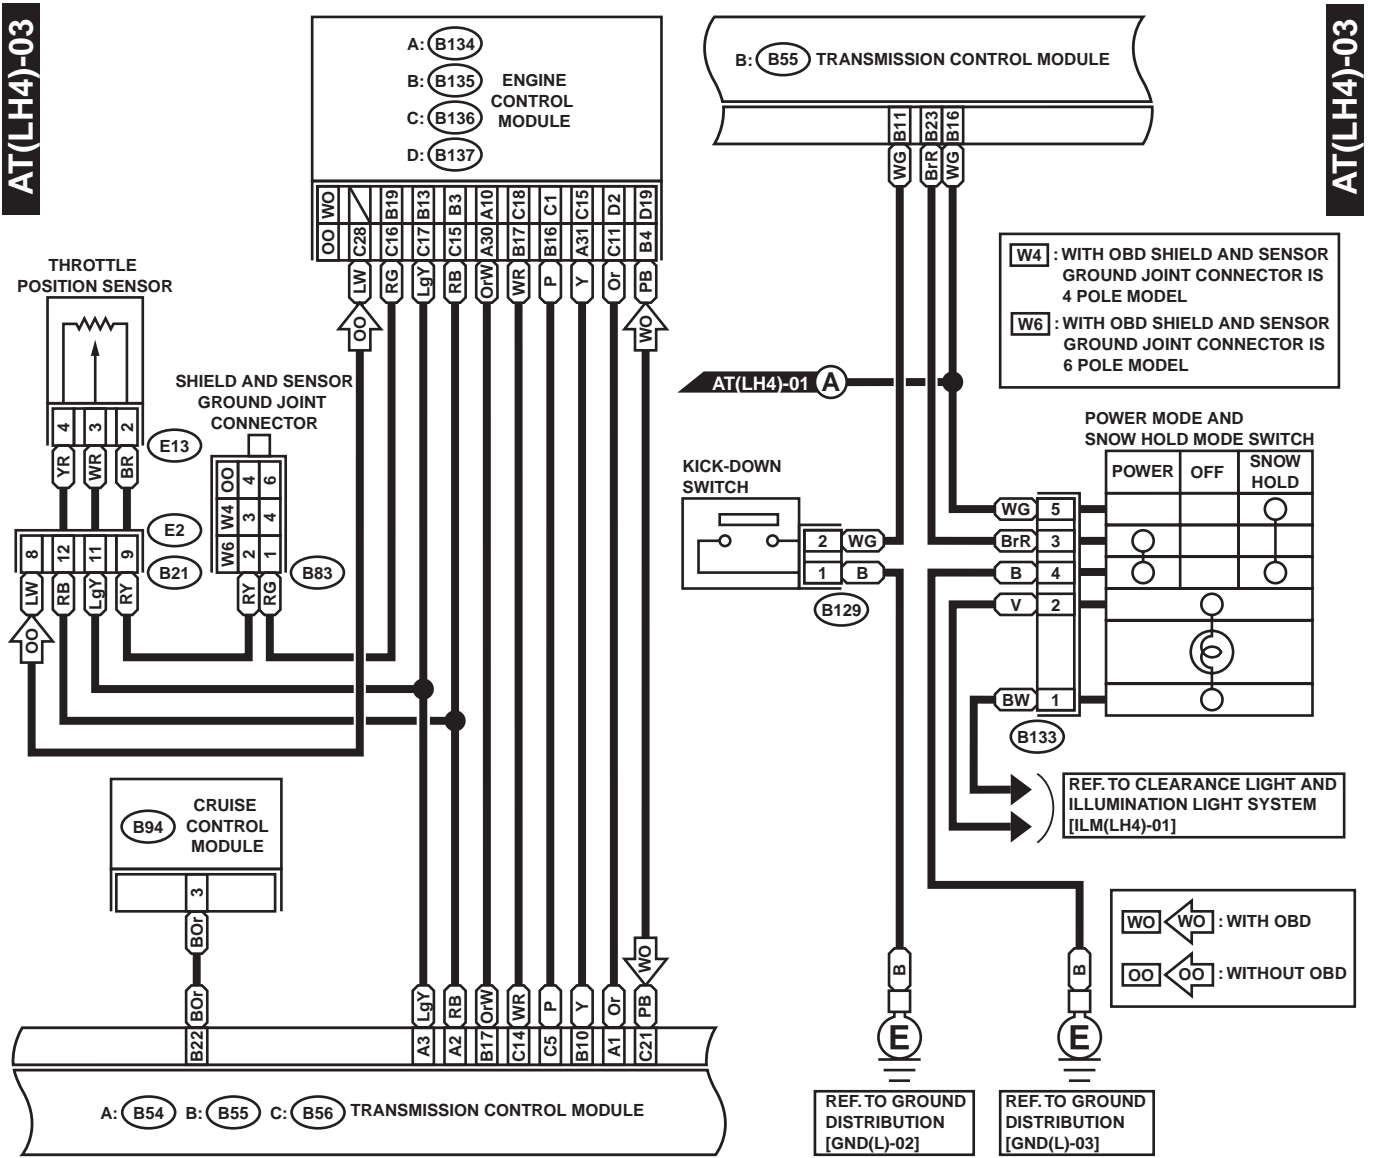 AT(LH4)-03
AT(LH4)-03
A: B134
B: B135
C: B136
D: B137
ENGINE
CONTROL
MODULE
WO B19 B13 B3 A10 C18 C1 C15 D2 D19
OO C28 C16 C17 C15 A30 B17 B16 A31 C11 B4
LW RG LgY RB OrW WR P Y Or PB
OO WO
THROTTLE
POSITION SENSOR
4 3 2
E13
YR WR BR
SHIELD AND SENSOR
GROUND JOINT
CONNECTOR
OO 4 6
W4 3 4
W6 2 1
B83
RY RG
E2
8 12 11 9
B21
LW RB LgY RY
OO
CRUISE
CONTROL
MODULE
B94
3
BOr
BOr
B22
WO
LgY RB OrW WR P Y Or PB
A3 A2 B17 C14 C5 B10 A1 C21
A: B54 B: B55 C: B56 TRANSMISSION CONTROL MODULE
B: B55 TRANSMISSION CONTROL MODULE
B11 B23 B16
WG BrR WG
AT(LH4)-01 A
W4 : WITH OBD SHIELD AND SENSOR
GROUND JOINT CONNECTOR IS
4 POLE MODEL
W6 : WITH OBD SHIELD AND SENSOR
GROUND JOINT CONNECTOR IS
6 POLE MODEL
KICK-DOWN
SWITCH
2 WG
1 B
B129
POWER MODE AND
SNOW HOLD MODE SWITCH
POWER OFF SNOW
HOLD
WG 5
BrR 3
B 4
V 2
BW 1
B133
REF. TO CLEARANCE LIGHT AND
ILLUMINATION LIGHT SYSTEM
[ILM(LH4)-01]
WO WO : WITH OBD
OO OO : WITHOUT OBD
B B
E E
REF. TO GROUND
DISTRIBUTION
[GND(L)-02]
REF. TO GROUND
DISTRIBUTION
[GND(L)-03]